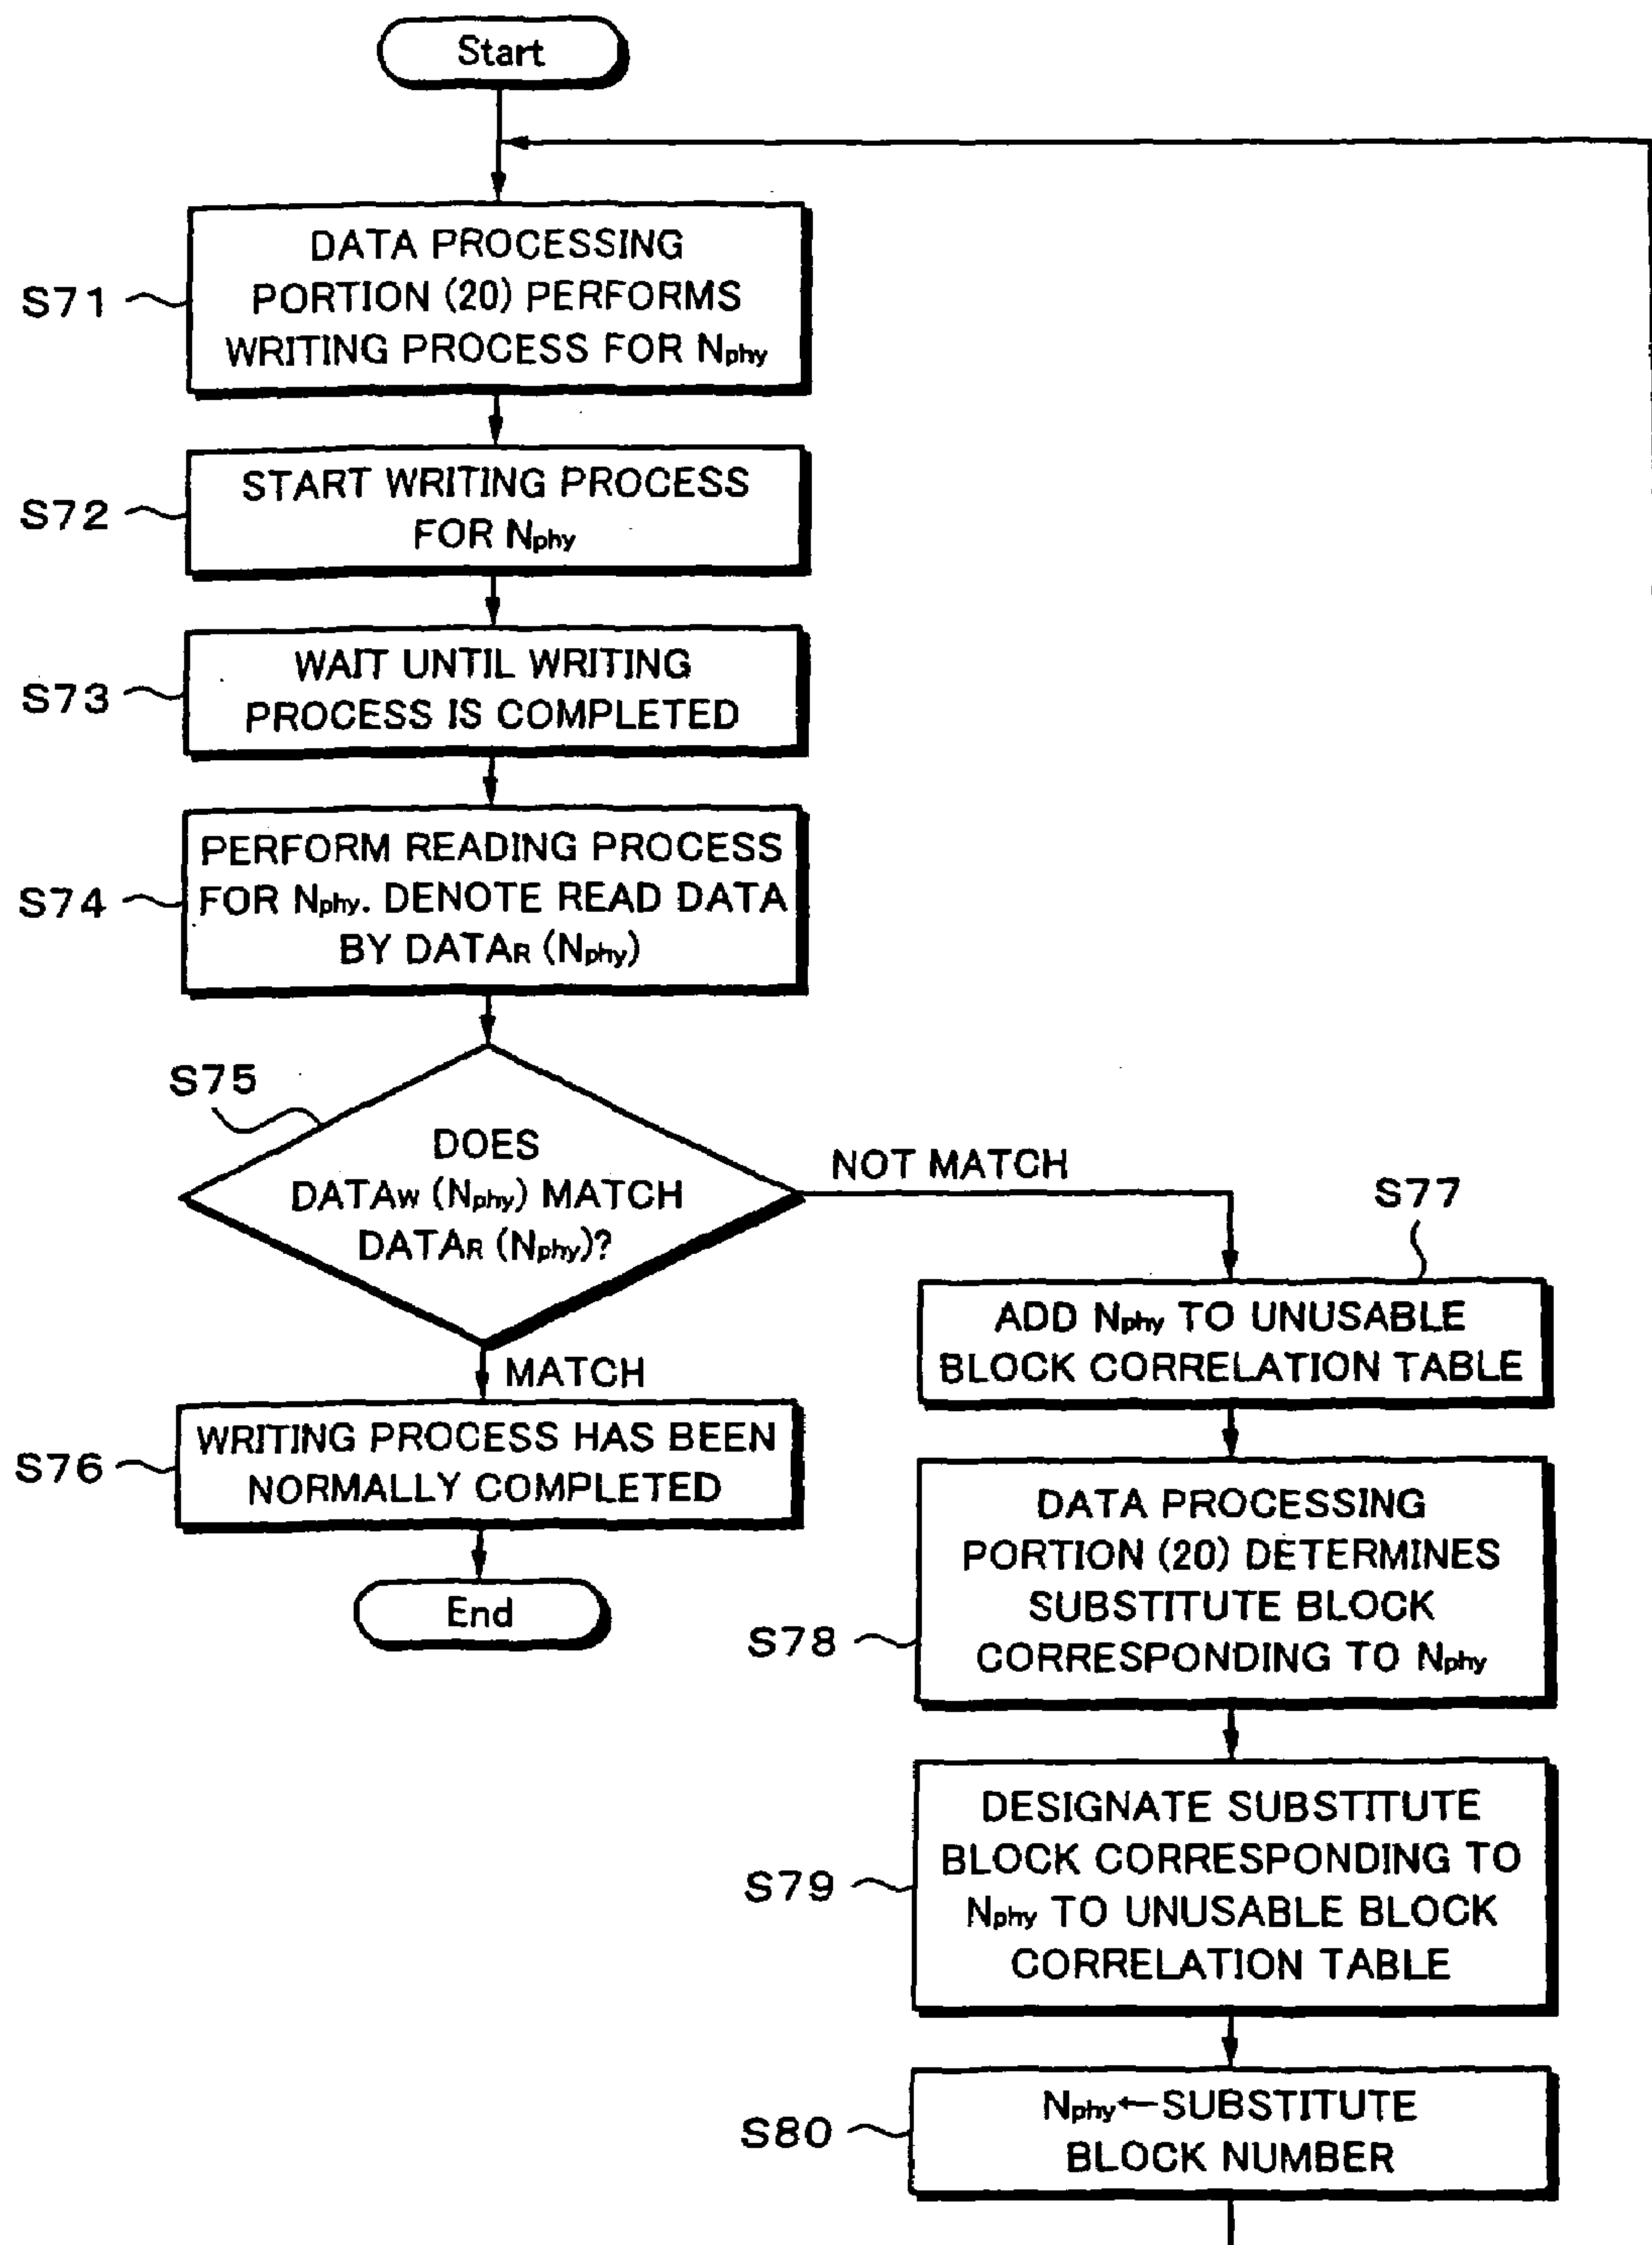 Start
S71
DATA PROCESSING
PORTION (20) PERFORMS
WRITING PROCESS FOR Nphy
S72
START WRITING PROCESS
FOR Nphy
S73
WAIT UNTIL WRITING
PROCESS IS COMPLETED
S74
PERFORM READING PROCESS
FOR Nphy. DENOTE READ DATA
BY DATAR (Nphy)
S75
DOES
DATAW (Nphy) MATCH
DATAR (Nphy)?
NOT MATCH
MATCH
S76
WRITING PROCESS HAS BEEN
NORMALLY COMPLETED
End
S77
ADD Nphy TO UNUSABLE
BLOCK CORRELATION TABLE
S78
DATA PROCESSING
PORTION (20) DETERMINES
SUBSTITUTE BLOCK
CORRESPONDING TO Nphy
S79
DESIGNATE SUBSTITUTE
BLOCK CORRESPONDING TO
Nphy TO UNUSABLE BLOCK
CORRELATION TABLE
S80
Nphy←SUBSTITUTE
BLOCK NUMBER